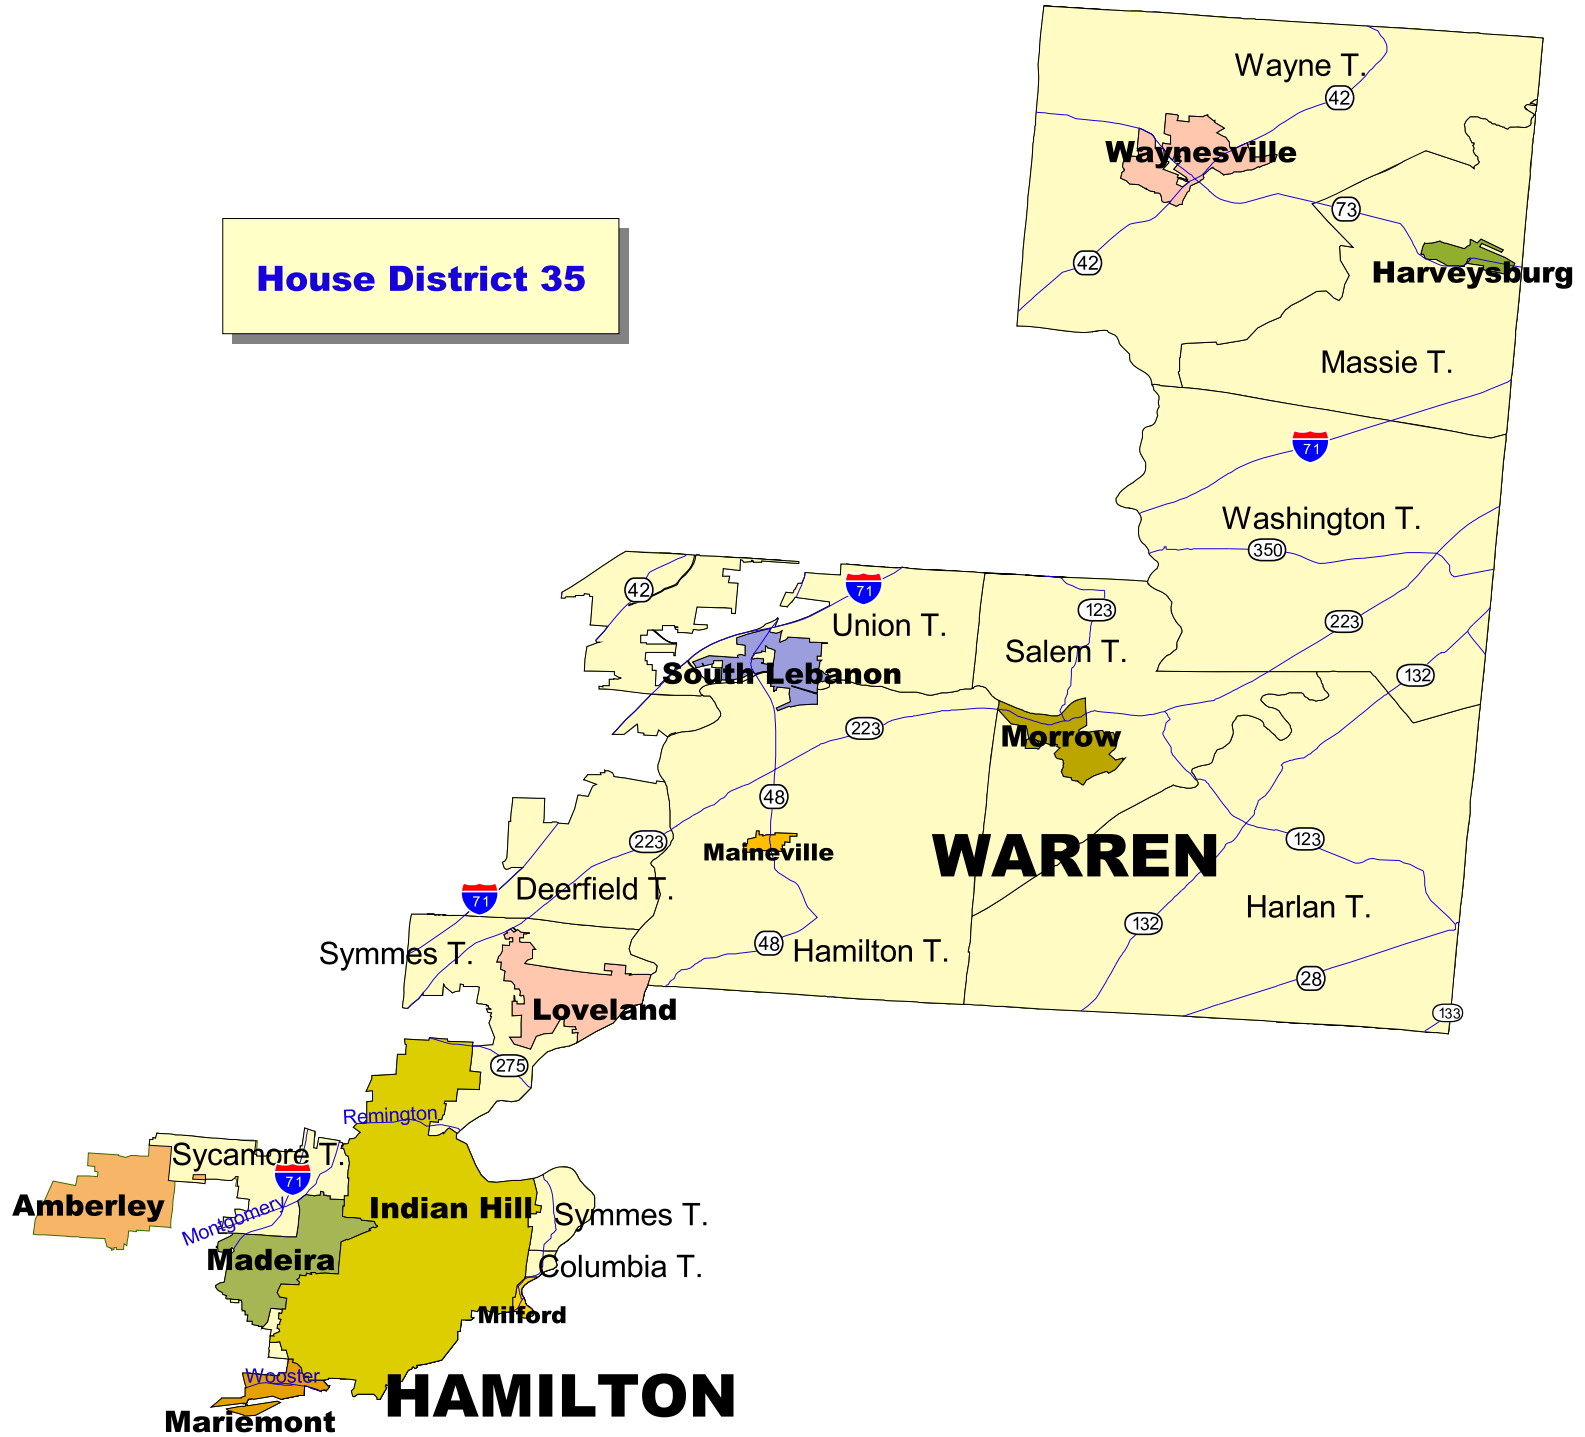 Wayne T.
42
Waynesville
73
House District 35
42
Harveysburg
Massie T.
71
Washington T.
350
42
71
123
223
Union T.
Salem T.
South Lebanon
132
223
Morrow
48
223
Maineville
WARREN
123
71
Deerfield T.
Harlan T.
132
Symmes T.
48
Hamilton T.
28
Loveland
133
275
Remington
Sycamore T.
71
Amberley
Montgomery
Indian Hill
Symmes T.
Madeira
Columbia T.
Milford
Wooster
HAMILTON
Mariemont